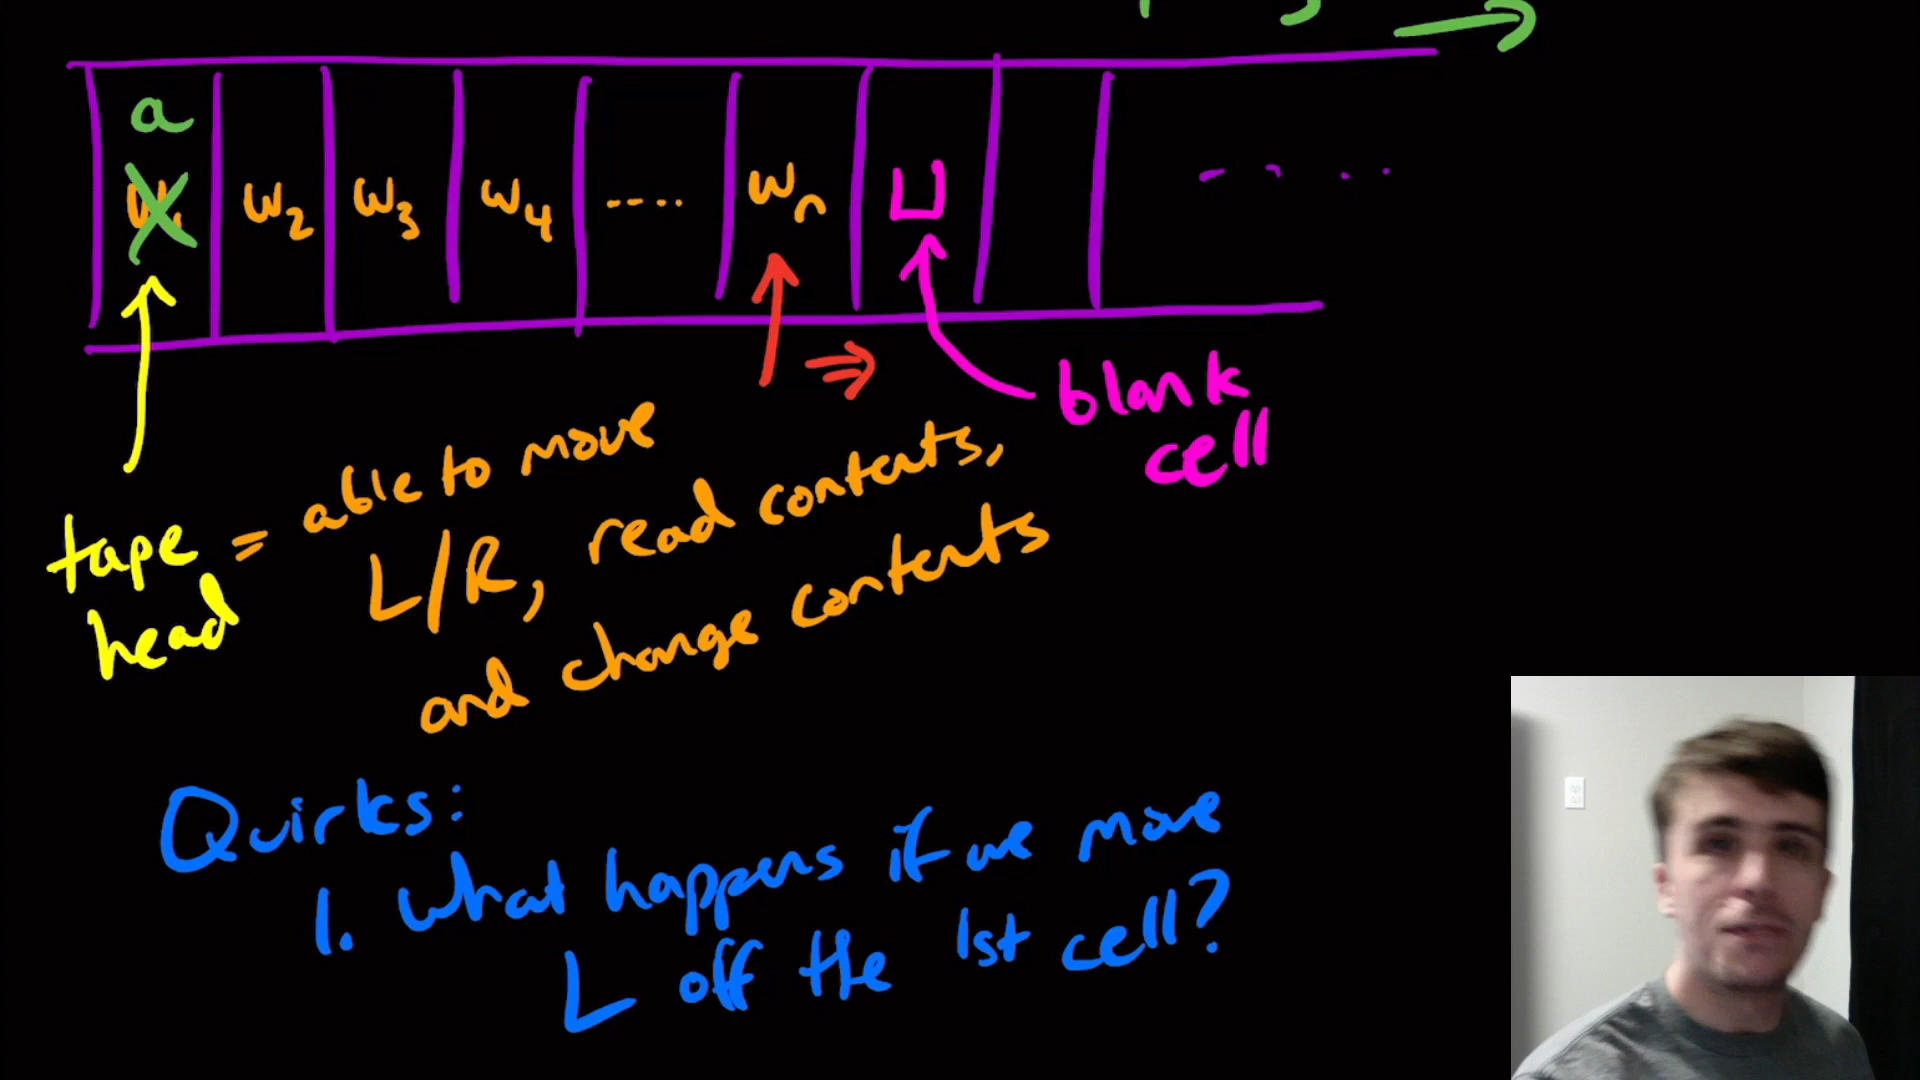 a
w₂ w₃ w₄ .... wₙ ⊔ ....
blank
cell
tape = able to move
head L/R, read contents,
and change contents
Quirks:
1. What happens if we move
L off the 1st cell?